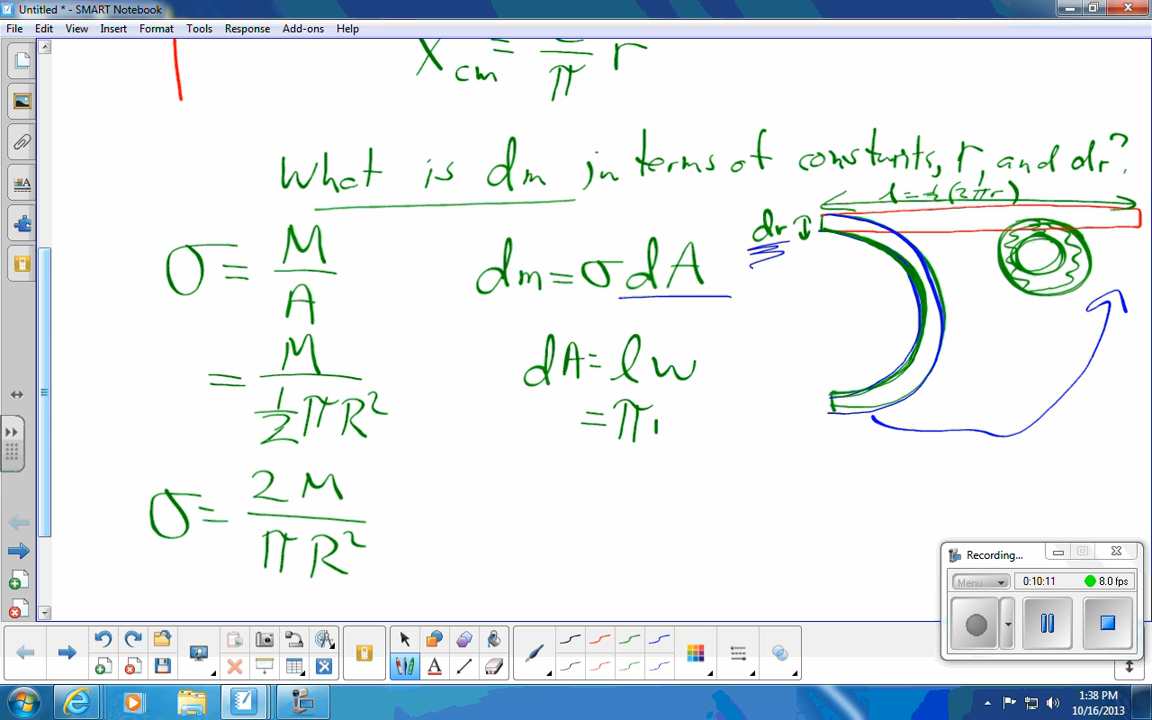 Untitled * - SMART Notebook
File Edit View Insert Format Tools Response Add-ons Help
X cm = π r
What is dm in terms of constants, r, and dr?
l = ½(2πr)
dr
σ = M / A
dm = σ dA
= M / ½πR²
dA = l w
= π
σ = 2M / πR²
Recording...
Menu
0:10:11
8.0 fps
A
1:38 PM
10/16/2013